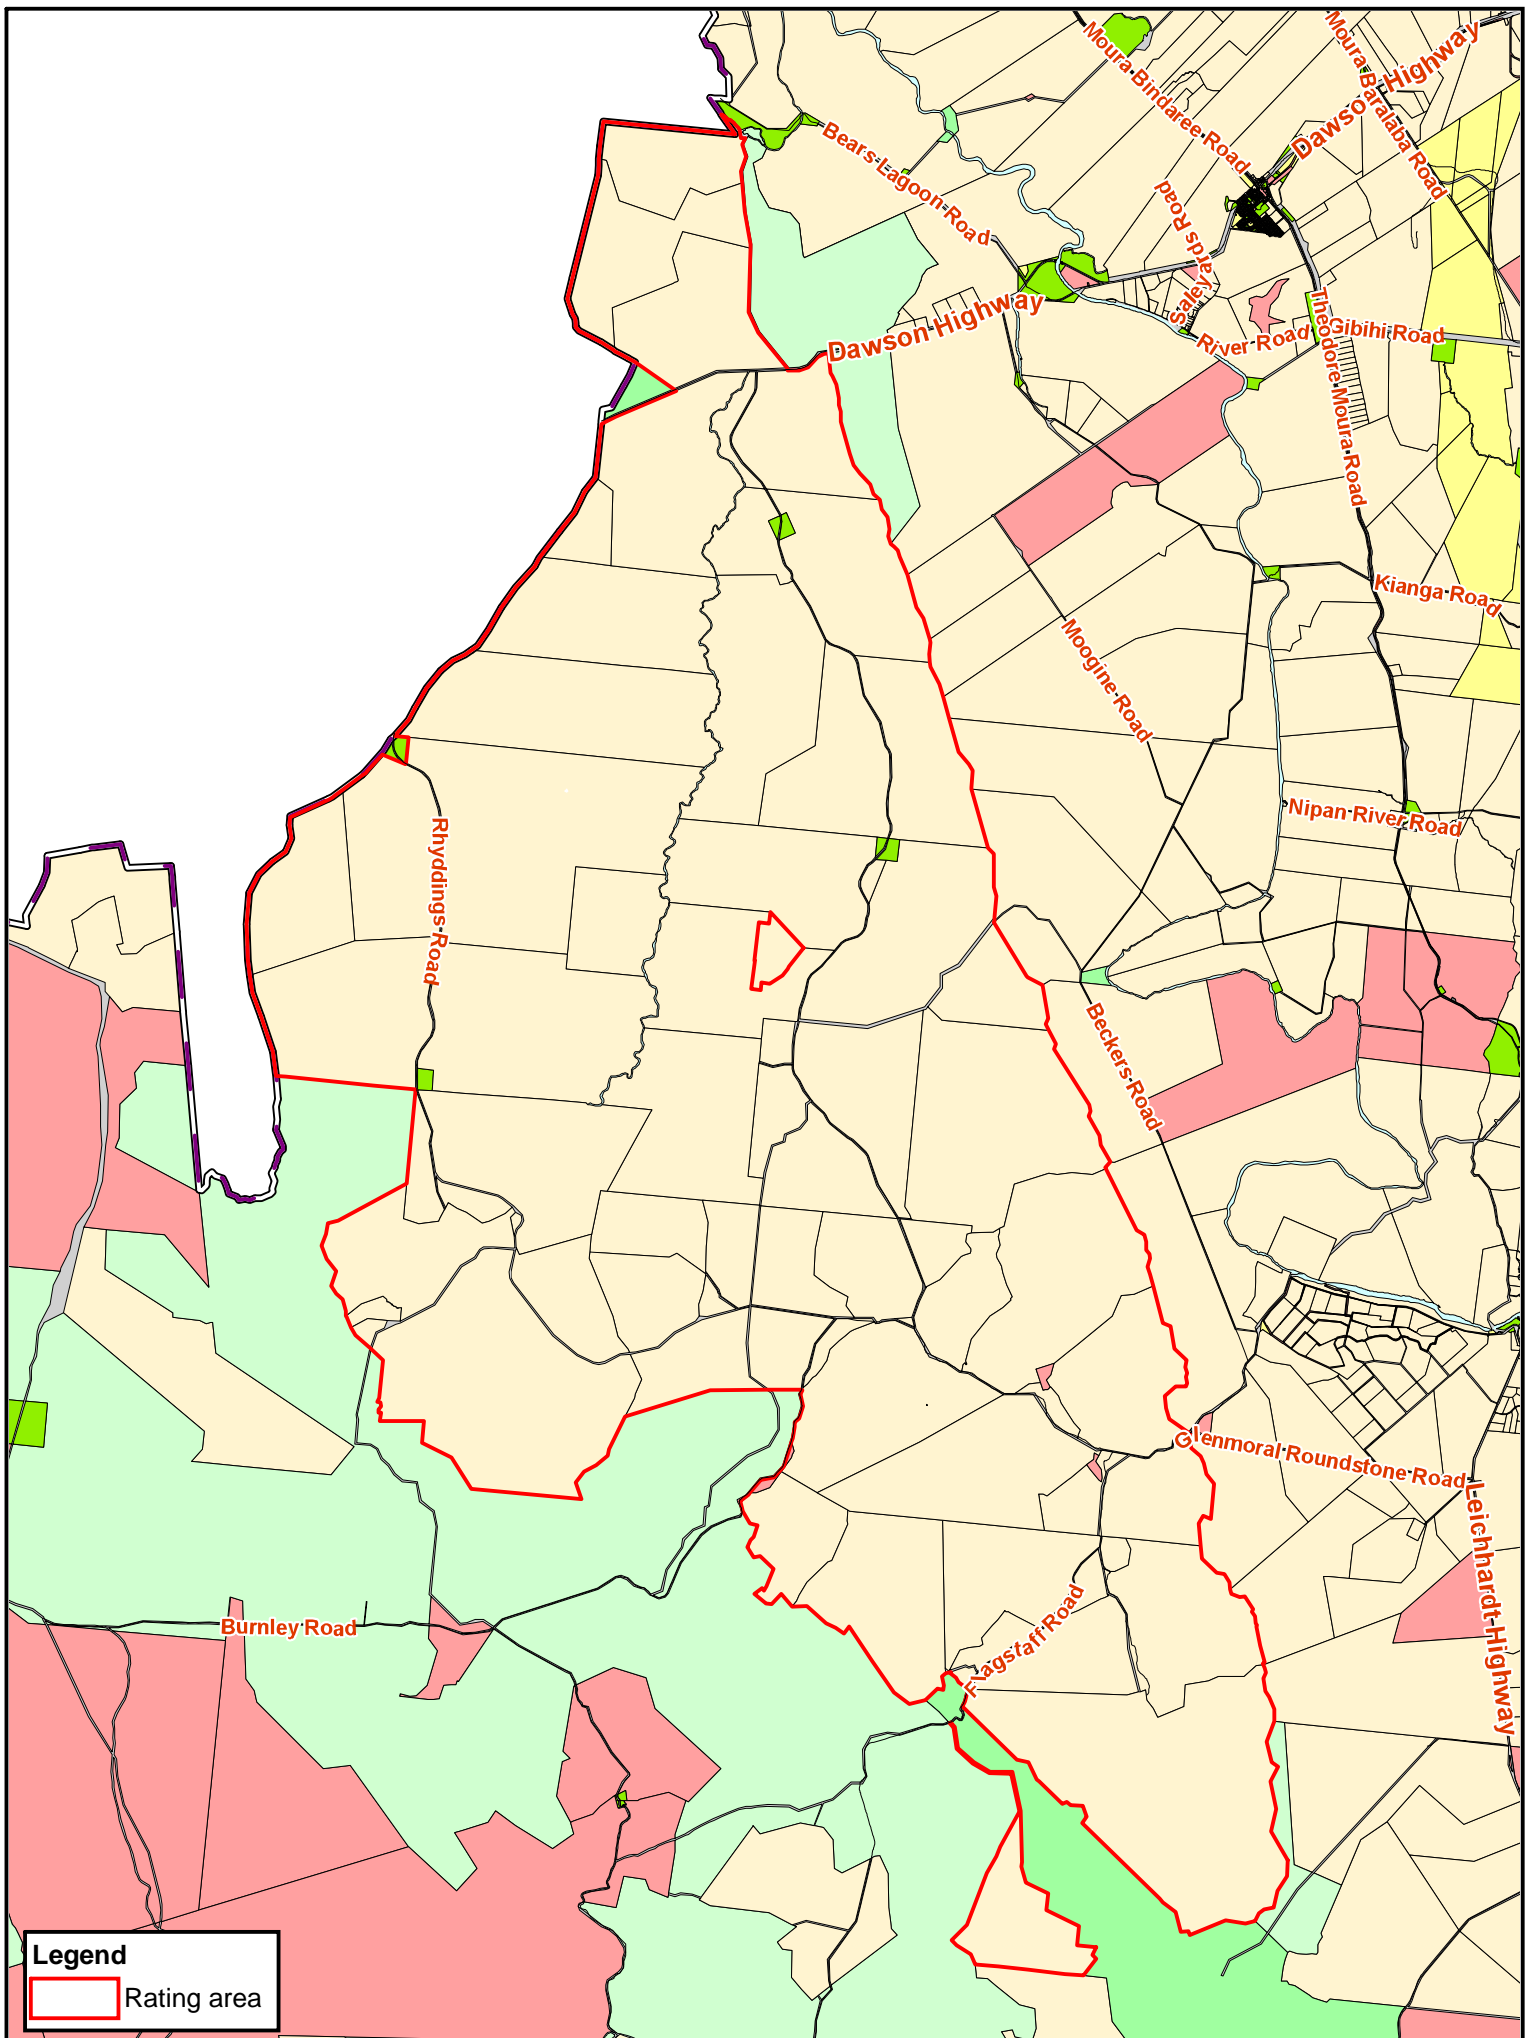 Moura Bindaree Road
Moura Baralaba Road
Dawson Highway
Bears Lagoon Road
Saleyards Road
Dawson Highway
River Road
Gibihi Road
Theodore Moura Road
Kianga Road
Moogine Road
Nipan River Road
Rhyddings Road
Beckers Road
Glenmoral Roundstone Road
Leichhardt Highway
Flagstaff Road
Burnley Road
Legend
Rating area